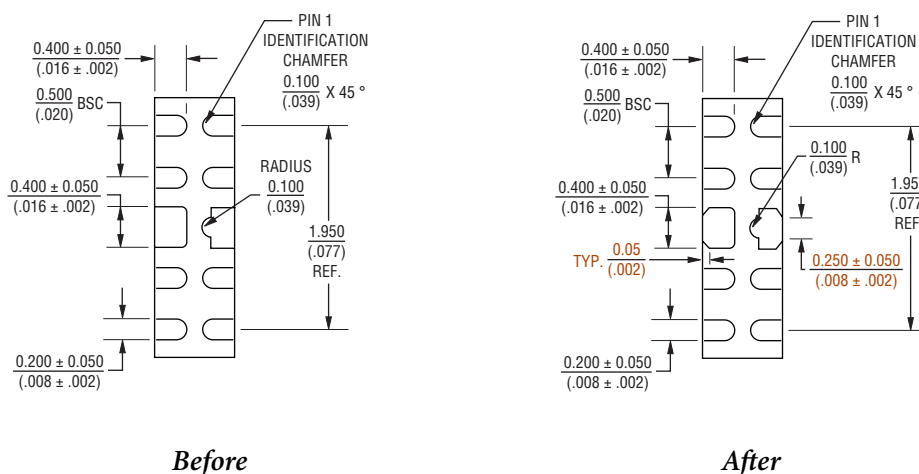 PIN 1
IDENTIFICATION
CHAMFER
0.100
(.039)
X 45 °
0.400 ± 0.050
(.016 ± .002)
0.500
(.020)
BSC
RADIUS
0.100
(.039)
0.400 ± 0.050
(.016 ± .002)
1.950
(.077)
REF.
0.200 ± 0.050
(.008 ± .002)
Before
PIN 1
IDENTIFICATION
CHAMFER
0.100
(.039)
X 45 °
0.400 ± 0.050
(.016 ± .002)
0.500
(.020)
BSC
0.100
(.039)
R
0.400 ± 0.050
(.016 ± .002)
1.95
(.077
REF
TYP.
0.05
(.002)
0.250 ± 0.050
(.008 ± .002)
0.200 ± 0.050
(.008 ± .002)
After